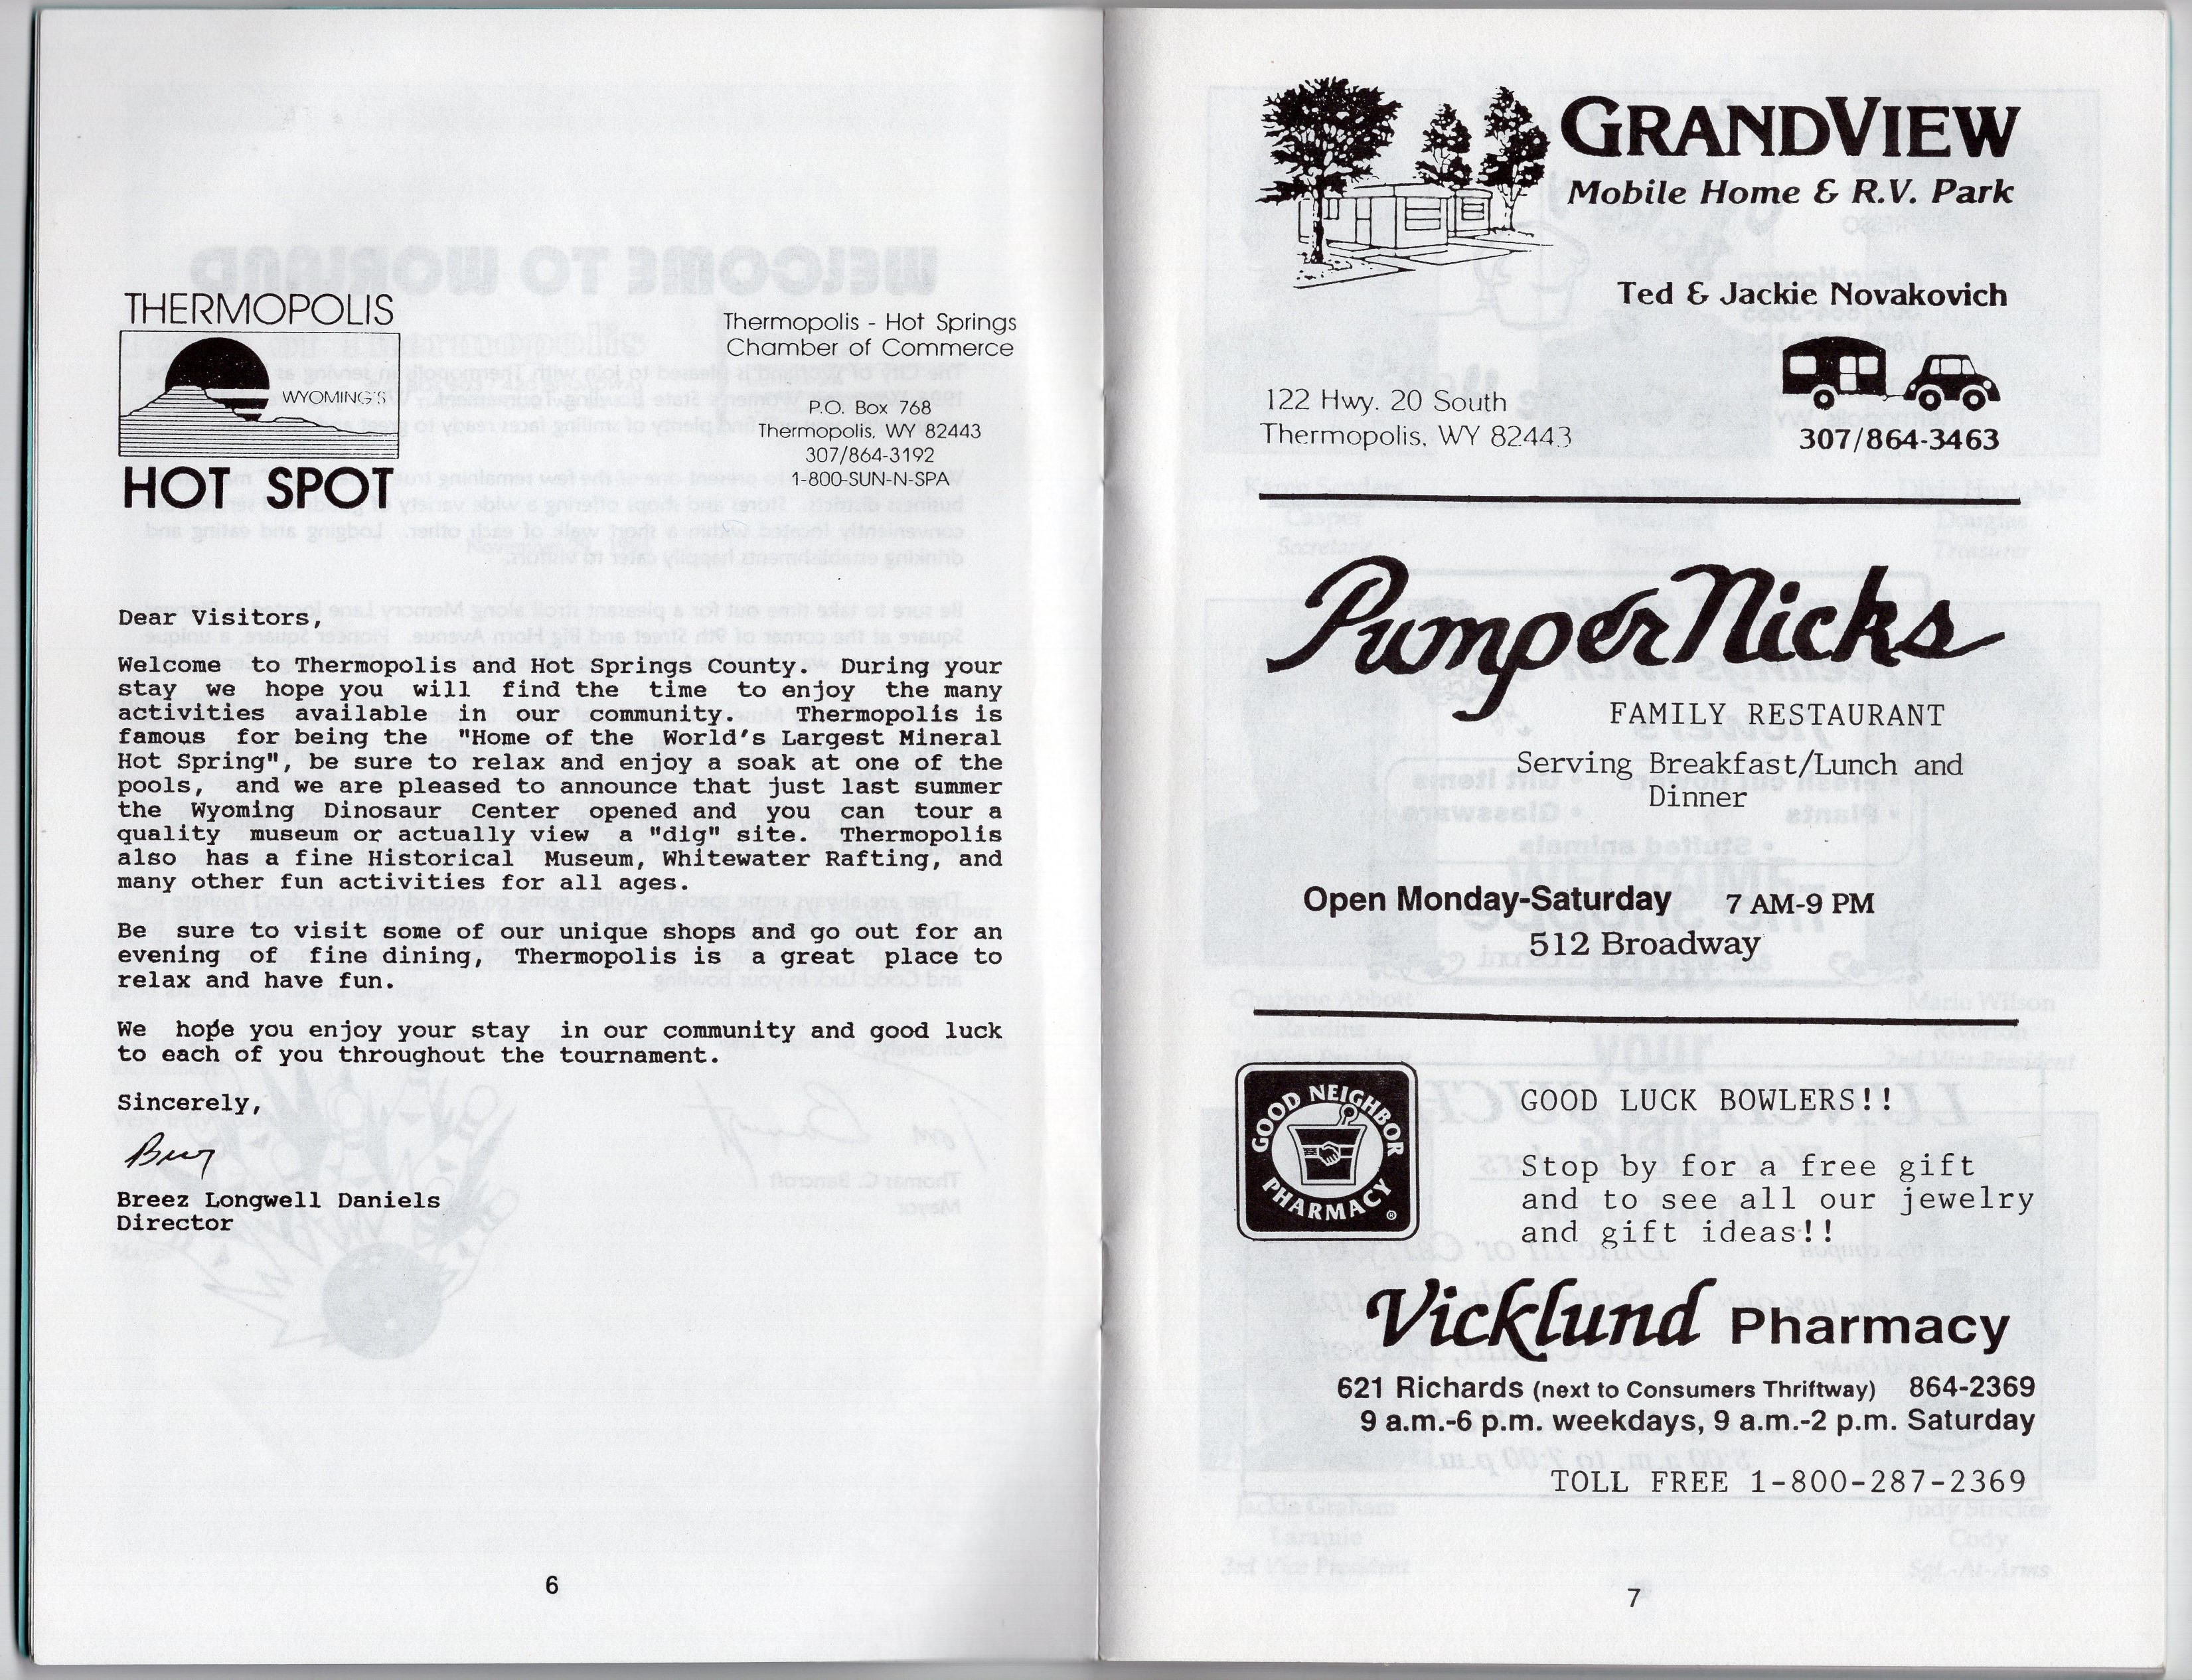 THERMOPOLIS
WYOMING'S
HOT SPOT
Thermopolis - Hot Springs
Chamber of Commerce
P.O. Box 768
Thermopolis, WY 82443
307/864-3192
1-800-SUN-N-SPA
Dear Visitors,
Welcome to Thermopolis and Hot Springs County. During your
stay we hope you will find the time to enjoy the many
activities available in our community. Thermopolis is
famous for being the "Home of the World's Largest Mineral
Hot Spring", be sure to relax and enjoy a soak at one of the
pools, and we are pleased to announce that just last summer
the Wyoming Dinosaur Center opened and you can tour a
quality museum or actually view a "dig" site. Thermopolis
also has a fine Historical Museum, Whitewater Rafting, and
many other fun activities for all ages.
Be sure to visit some of our unique shops and go out for an
evening of fine dining, Thermopolis is a great place to
relax and have fun.
We hope you enjoy your stay in our community and good luck
to each of you throughout the tournament.
Sincerely,
Breez Longwell Daniels
Director
6
GRANDVIEW
Mobile Home & R.V. Park
Ted & Jackie Novakovich
122 Hwy. 20 South
Thermopolis, WY 82443
307/864-3463
PumperNicks
FAMILY RESTAURANT
Serving Breakfast/Lunch and
Dinner
Open Monday-Saturday 7 AM-9 PM
512 Broadway
GOOD NEIGHBOR
PHARMACY ®
GOOD LUCK BOWLERS!!
Stop by for a free gift
and to see all our jewelry
and gift ideas!!
Vicklund Pharmacy
621 Richards (next to Consumers Thriftway) 864-2369
9 a.m.-6 p.m. weekdays, 9 a.m.-2 p.m. Saturday
TOLL FREE 1-800-287-2369
7